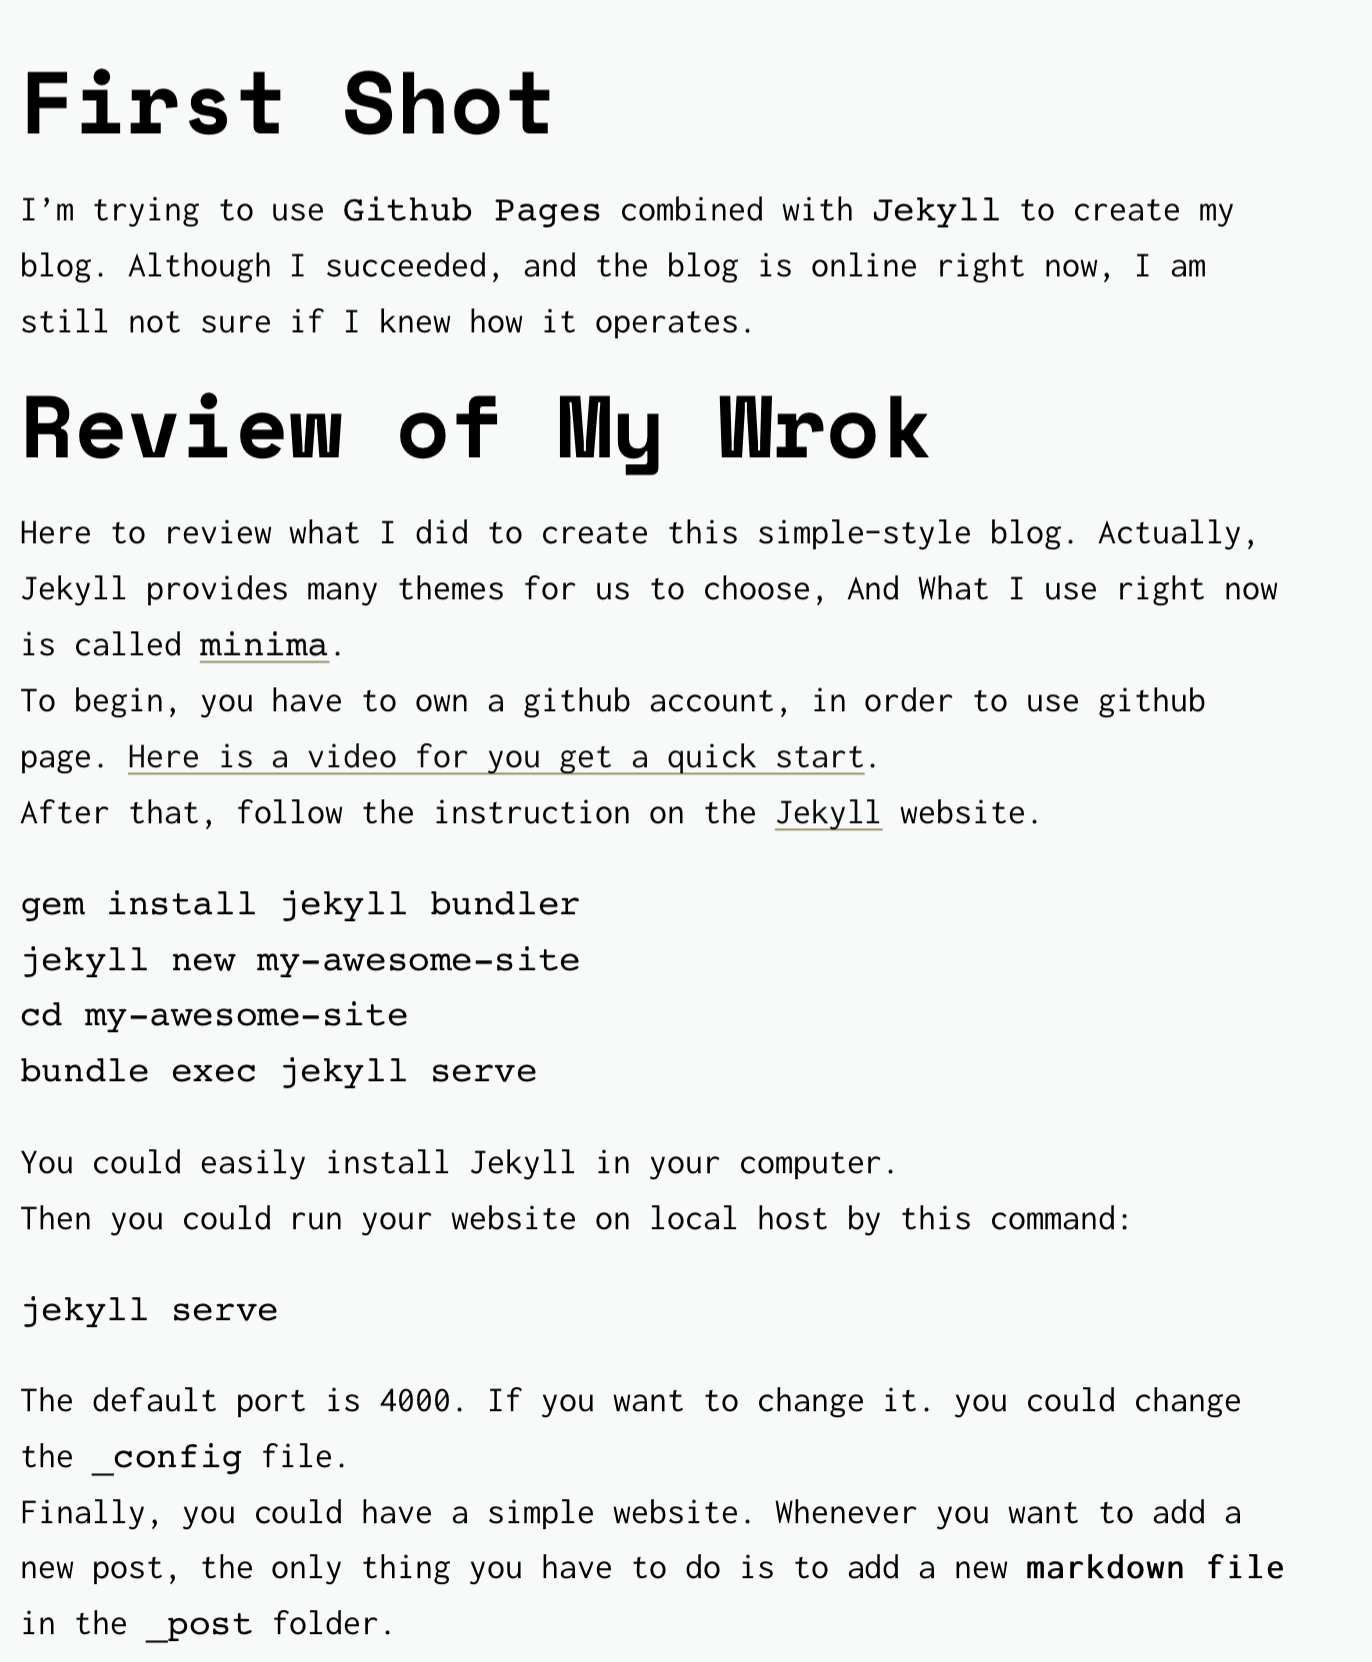 First Shot
I’m trying to use Github Pages combined with Jekyll to create my
blog. Although I succeeded, and the blog is online right now, I am
still not sure if I knew how it operates.
Review of My Wrok
Here to review what I did to create this simple-style blog. Actually,
Jekyll provides many themes for us to choose, And What I use right now
is called minima.
To begin, you have to own a github account, in order to use github
page. Here is a video for you get a quick start.
After that, follow the instruction on the Jekyll website.
gem install jekyll bundler
jekyll new my-awesome-site
cd my-awesome-site
bundle exec jekyll serve
You could easily install Jekyll in your computer.
Then you could run your website on local host by this command:
jekyll serve
The default port is 4000. If you want to change it. you could change
the _config file.
Finally, you could have a simple website. Whenever you want to add a
new post, the only thing you have to do is to add a new markdown file
in the _post folder.